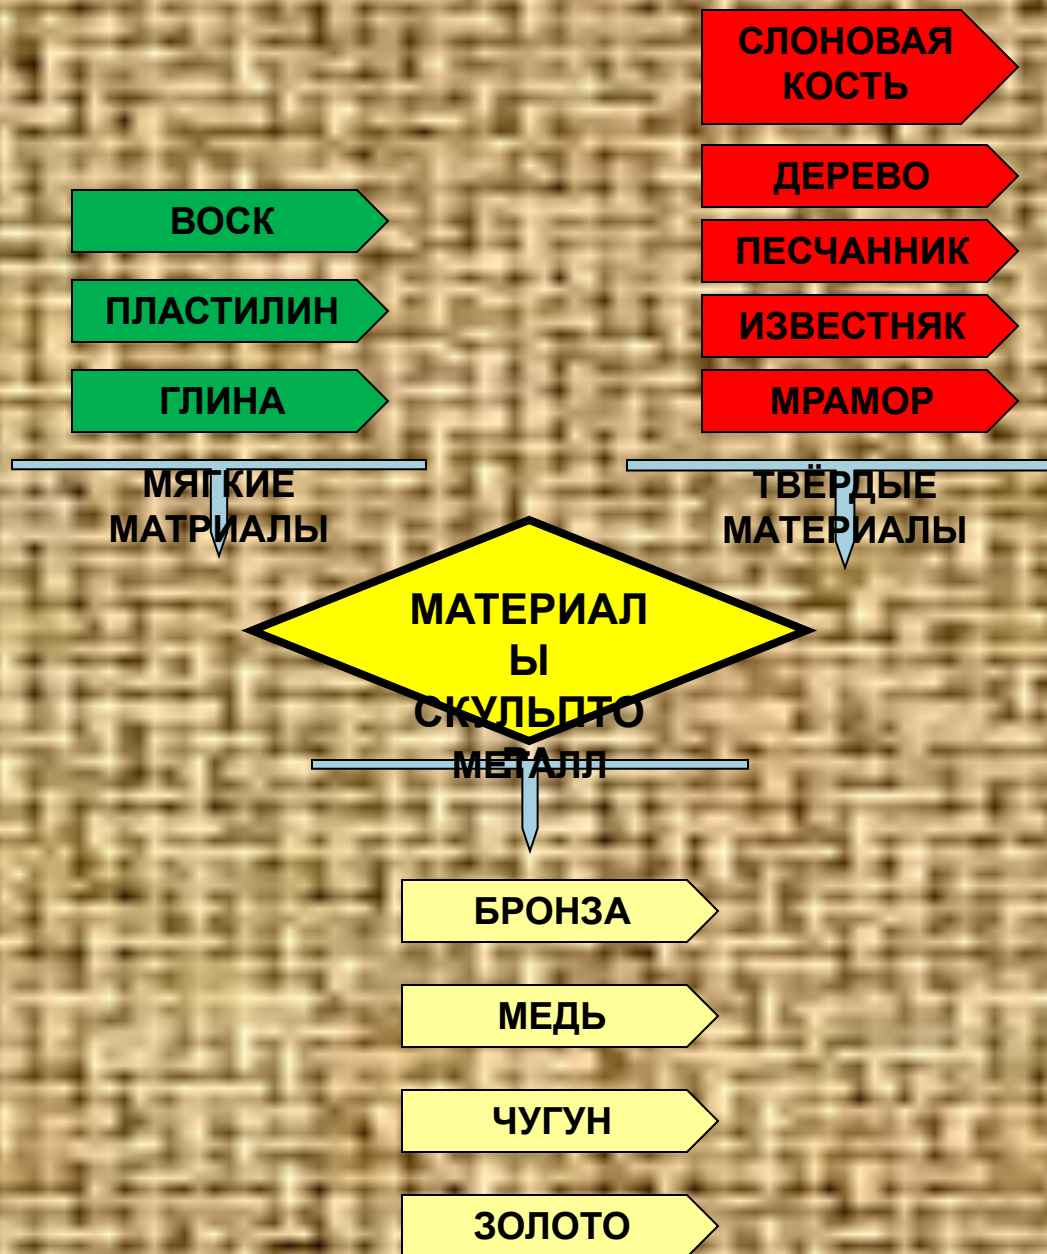 СЛОНОВАЯ
КОСТЬ
ДЕРЕВО
ПЕСЧАННИК
ИЗВЕСТНЯК
МРАМОР
ТВЁРДЫЕ
МАТЕРИАЛЫ
ВОСК
ПЛАСТИЛИН
ГЛИНА
МЯГКИЕ
МАТРИАЛЫ
МАТЕРИАЛ
Ы
СКУЛЬПТО
РА
МЕТАЛЛ
БРОНЗА
МЕДЬ
ЧУГУН
ЗОЛОТО